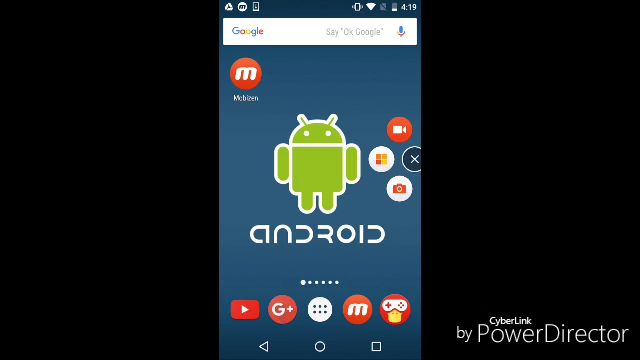 4:19
Google Say "Ok Google"
Mobizen
ANDROID
G+
CyberLink
by PowerDirector